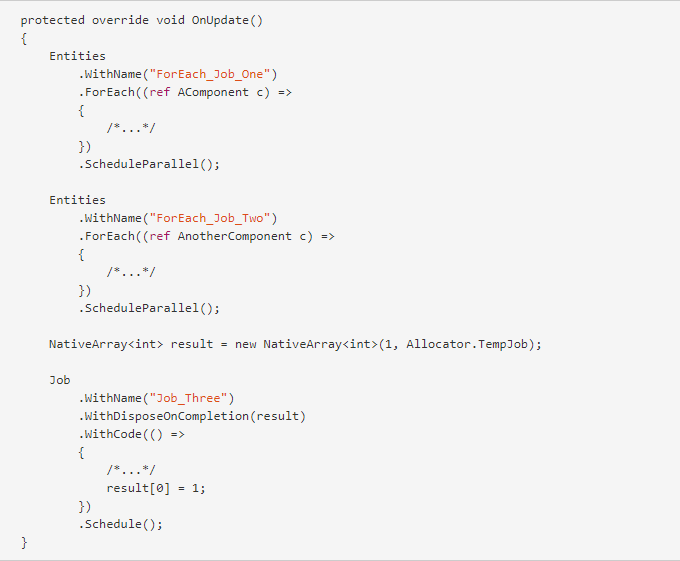 protected override void OnUpdate()
{
    Entities
        .WithName("ForEach_Job_One")
        .ForEach((ref AComponent c) =>
        {
            /*...*/
        })
        .ScheduleParallel();

    Entities
        .WithName("ForEach_Job_Two")
        .ForEach((ref AnotherComponent c) =>
        {
            /*...*/
        })
        .ScheduleParallel();

    NativeArray<int> result = new NativeArray<int>(1, Allocator.TempJob);

    Job
        .WithName("Job_Three")
        .WithDisposeOnCompletion(result)
        .WithCode(() =>
        {
            /*...*/
            result[0] = 1;
        })
        .Schedule();
}